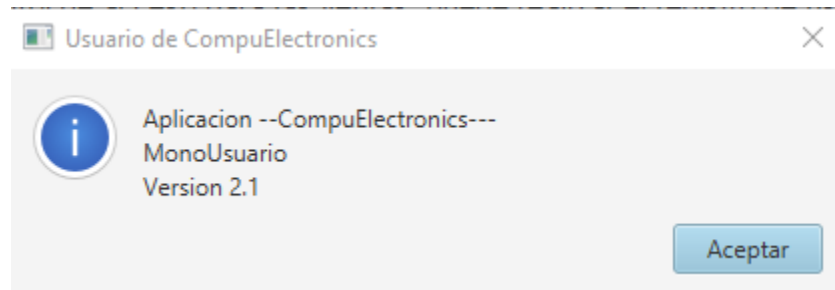 Usuario de CompuElectronics
Aplicacion --CompuElectronics---
MonoUsuario
Version 2.1
Aceptar